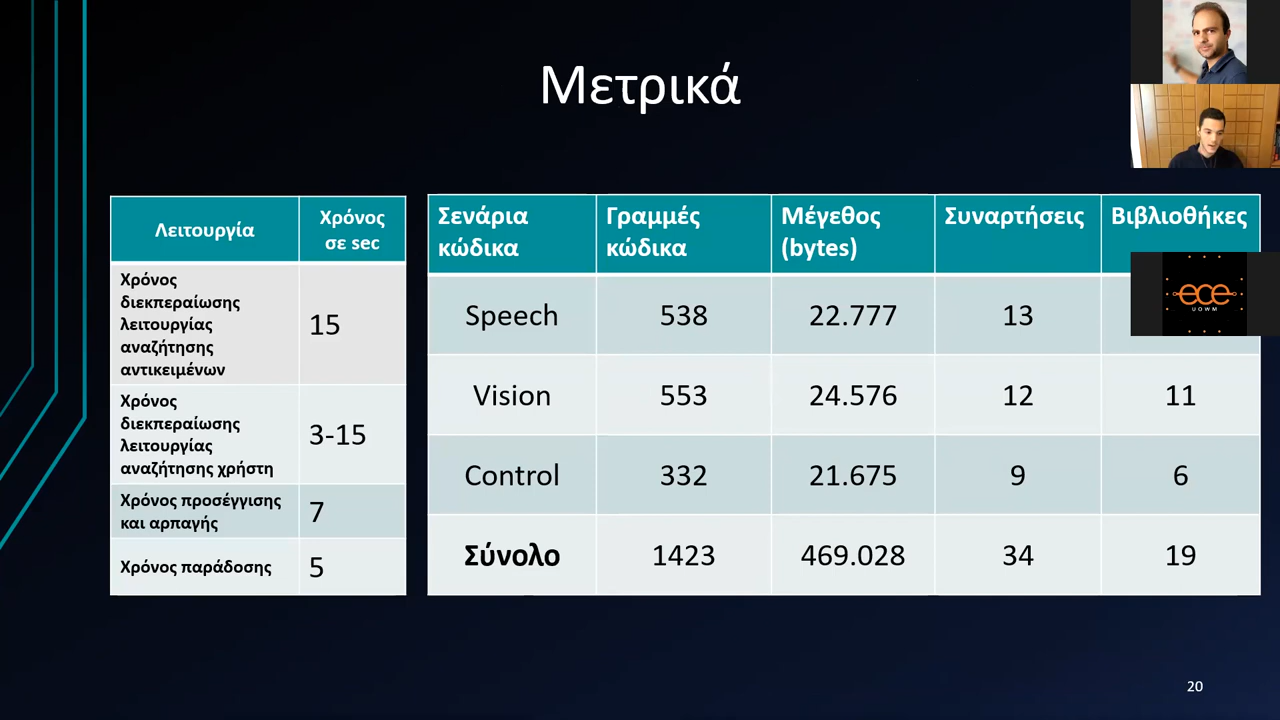 Μετρικά
Λειτουργία
Χρόνος
σε sec
Χρόνος
διεκπεραίωσης
λειτουργίας
αναζήτησης
αντικειμένων
15
Χρόνος
διεκπεραίωσης
λειτουργίας
αναζήτησης χρήστη
3-15
Χρόνος προσέγγισης
και αρπαγής
7
Χρόνος παράδοσης
5
Σενάρια
κώδικα
Γραμμές
κώδικα
Μέγεθος
(bytes)
Συναρτήσεις
Βιβλιοθήκες
Speech
538
22.777
13
Vision
553
24.576
12
11
Control
332
21.675
9
6
Σύνολο
1423
469.028
34
19
ece
UOWM
20